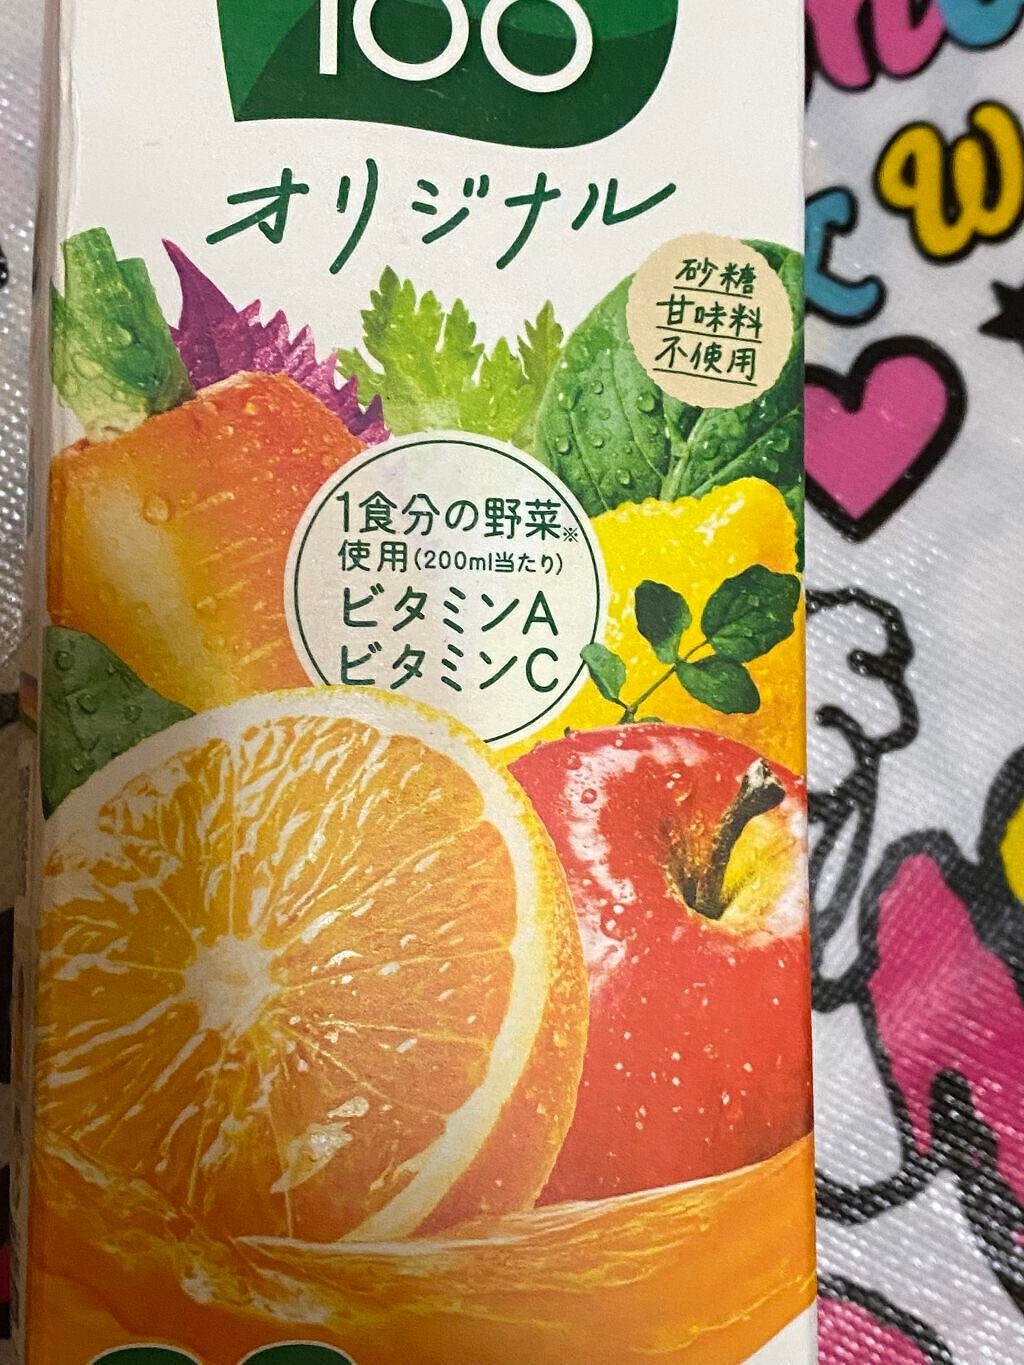 100
オリジナル
砂糖
甘味料
不使用
1食分の野菜※
使用(200ml当たり)
ビタミンA
ビタミンC